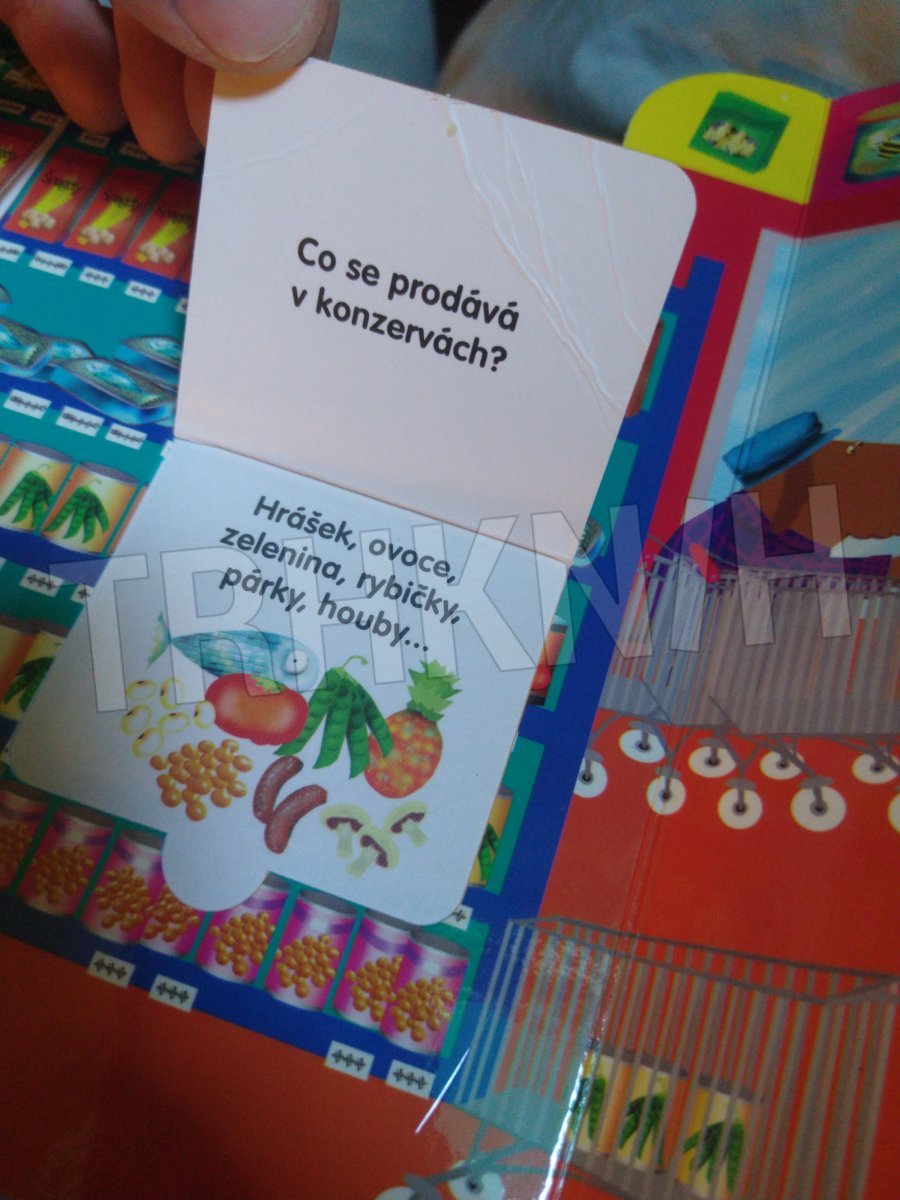 Co se prodává
v konzervách?
Hrášek, ovoce,
zelenina, rybičky,
párky, houby...
TRHKNIH